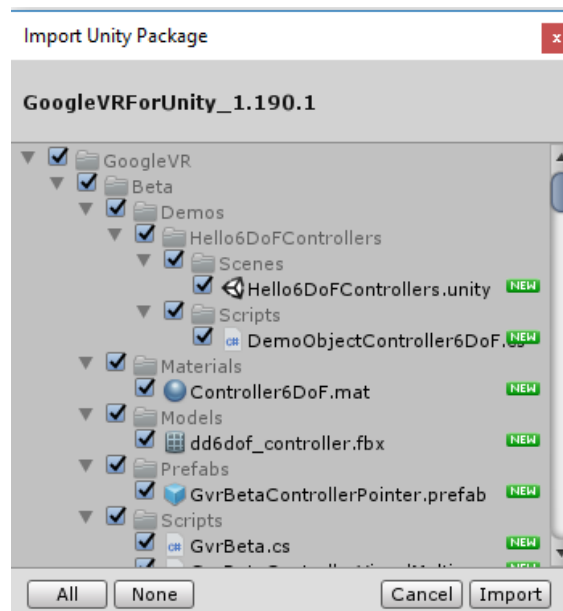 Import Unity Package
x
GoogleVRForUnity_1.190.1
GoogleVR
Beta
Demos
Hello6DoFControllers
Scenes
Hello6DoFControllers.unity NEW
Scripts
c# DemoObjectController6DoF.cs NEW
Materials
Controller6DoF.mat NEW
Models
dd6dof_controller.fbx NEW
Prefabs
GvrBetaControllerPointer.prefab NEW
Scripts
c# GvrBeta.cs NEW
All None Cancel Import